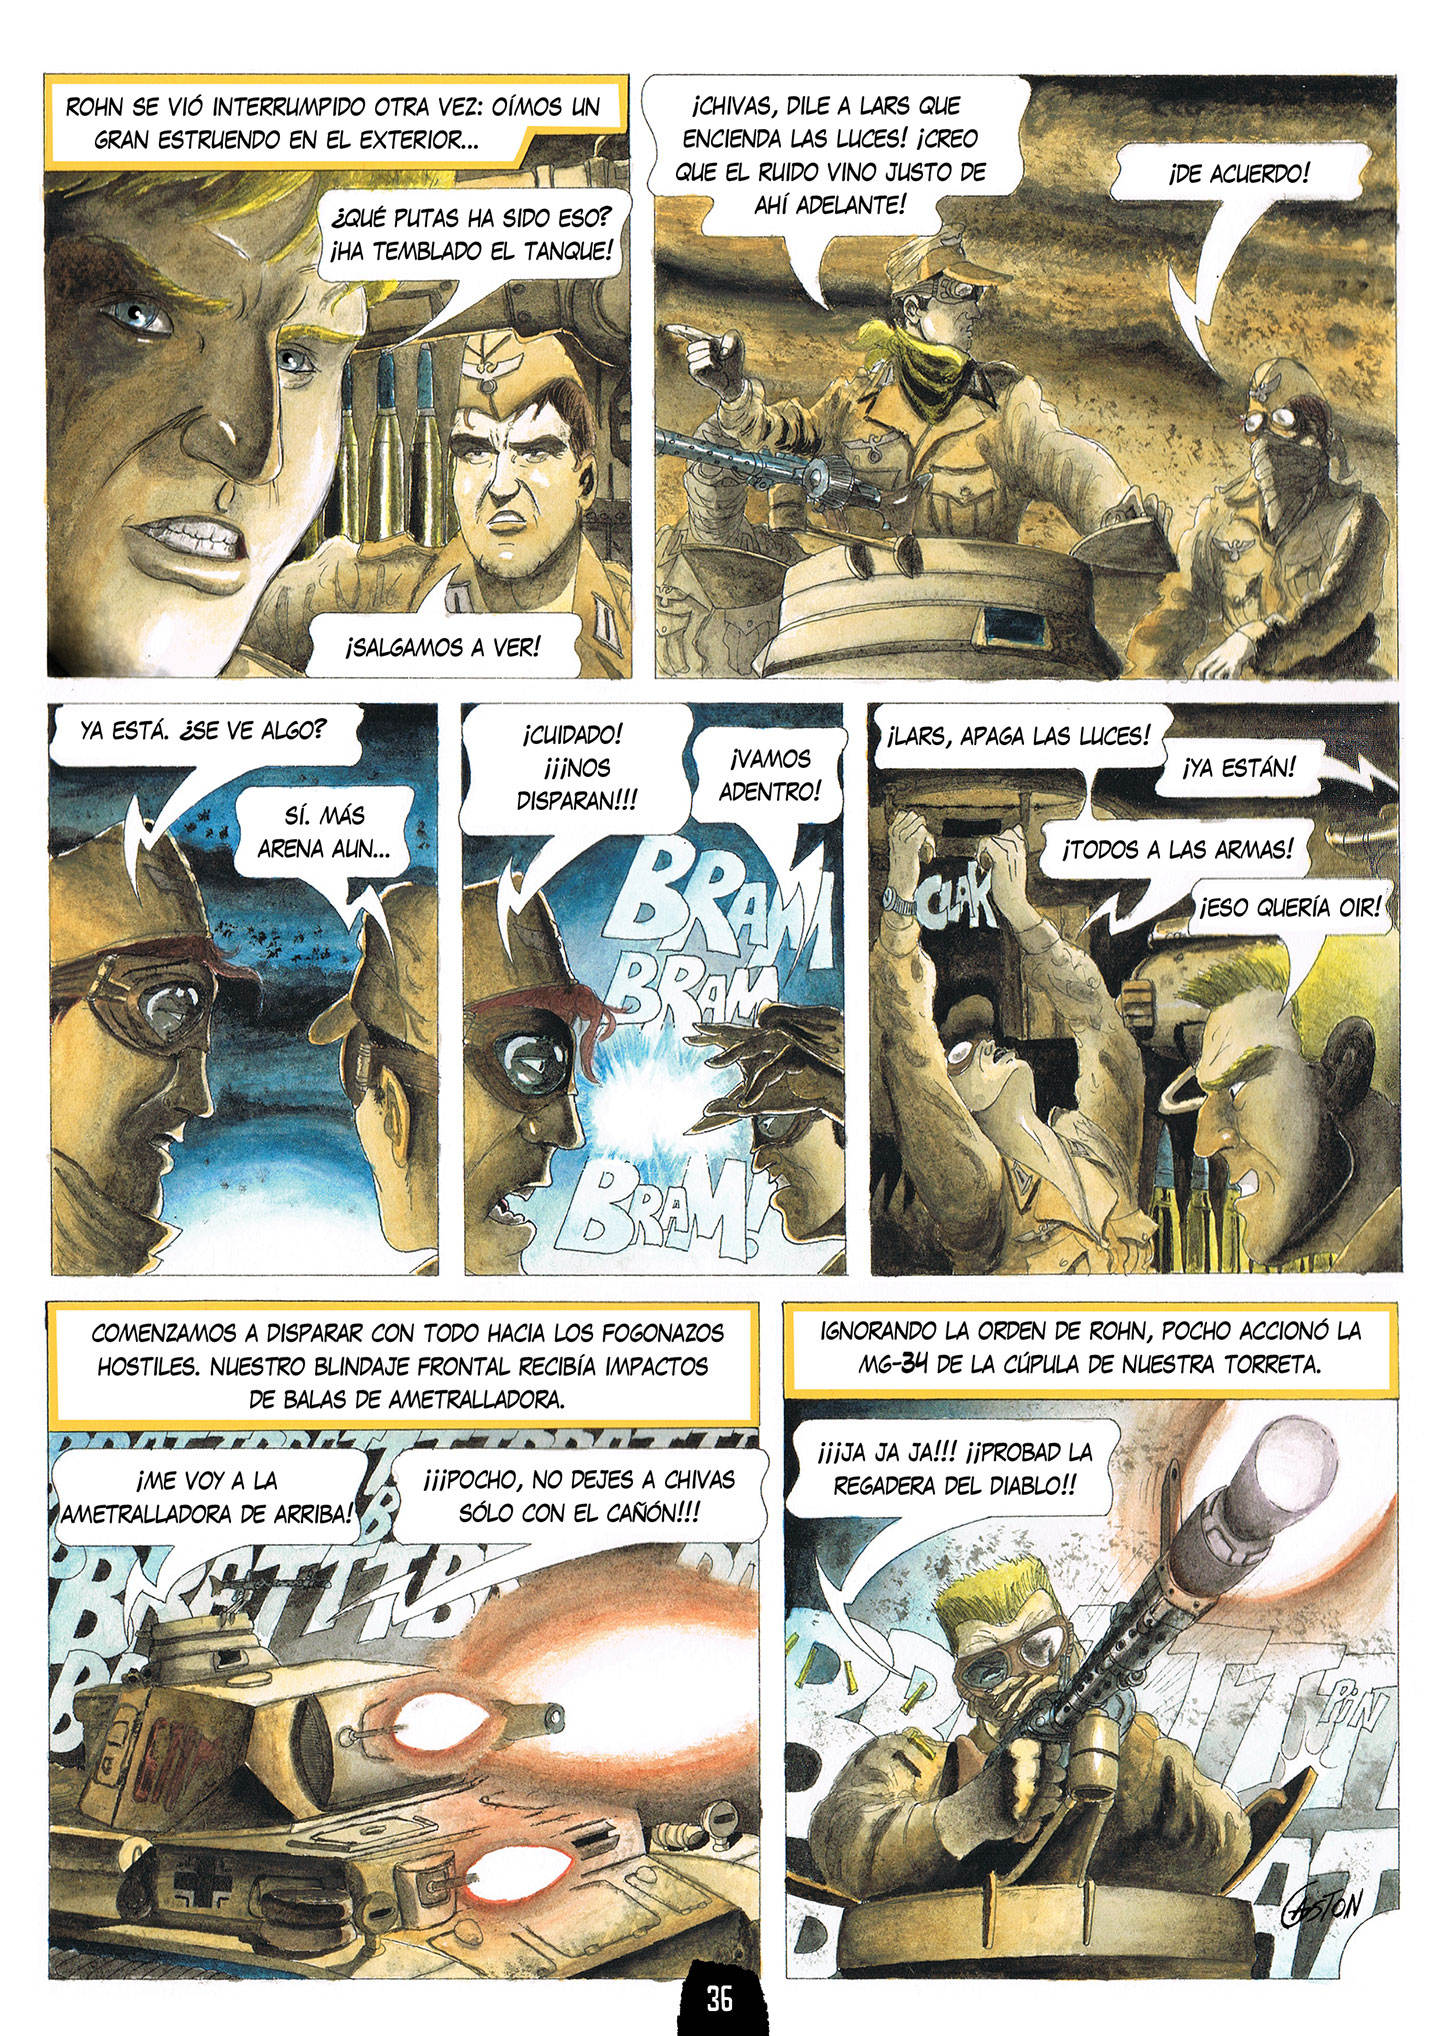 ROHN SE VIÓ INTERRUMPIDO OTRA VEZ: OÍMOS UN
GRAN ESTRUENDO EN EL EXTERIOR...
¿QUÉ PUTAS HA SIDO ESO?
¡HA TEMBLADO EL TANQUE!
¡SALGAMOS A VER!
¡CHIVAS, DILE A LARS QUE
ENCIENDA LAS LUCES! ¡CREO
QUE EL RUIDO VINO JUSTO DE
AHÍ ADELANTE!
¡DE ACUERDO!
YA ESTÁ. ¿SE VE ALGO?
SÍ. MÁS
ARENA AUN...
¡CUIDADO!
¡¡¡NOS
DISPARAN!!!
¡VAMOS
ADENTRO!
BRAM
BRAM
BRAM!
¡LARS, APAGA LAS LUCES!
¡YA ESTÁN!
¡TODOS A LAS ARMAS!
CLAK
¡ESO QUERÍA OIR!
COMENZAMOS A DISPARAR CON TODO HACIA LOS FOGONAZOS
HOSTILES. NUESTRO BLINDAJE FRONTAL RECIBÍA IMPACTOS
DE BALAS DE AMETRALLADORA.
¡ME VOY A LA
AMETRALLADORA DE ARRIBA!
¡¡¡POCHO, NO DEJES A CHIVAS
SÓLO CON EL CAÑÓN!!!
IGNORANDO LA ORDEN DE ROHN, POCHO ACCIONÓ LA
MG-34 DE LA CÚPULA DE NUESTRA TORRETA.
¡¡¡JA JA JA!!! ¡¡PROBAD LA
REGADERA DEL DIABLO!!
GASTON
36